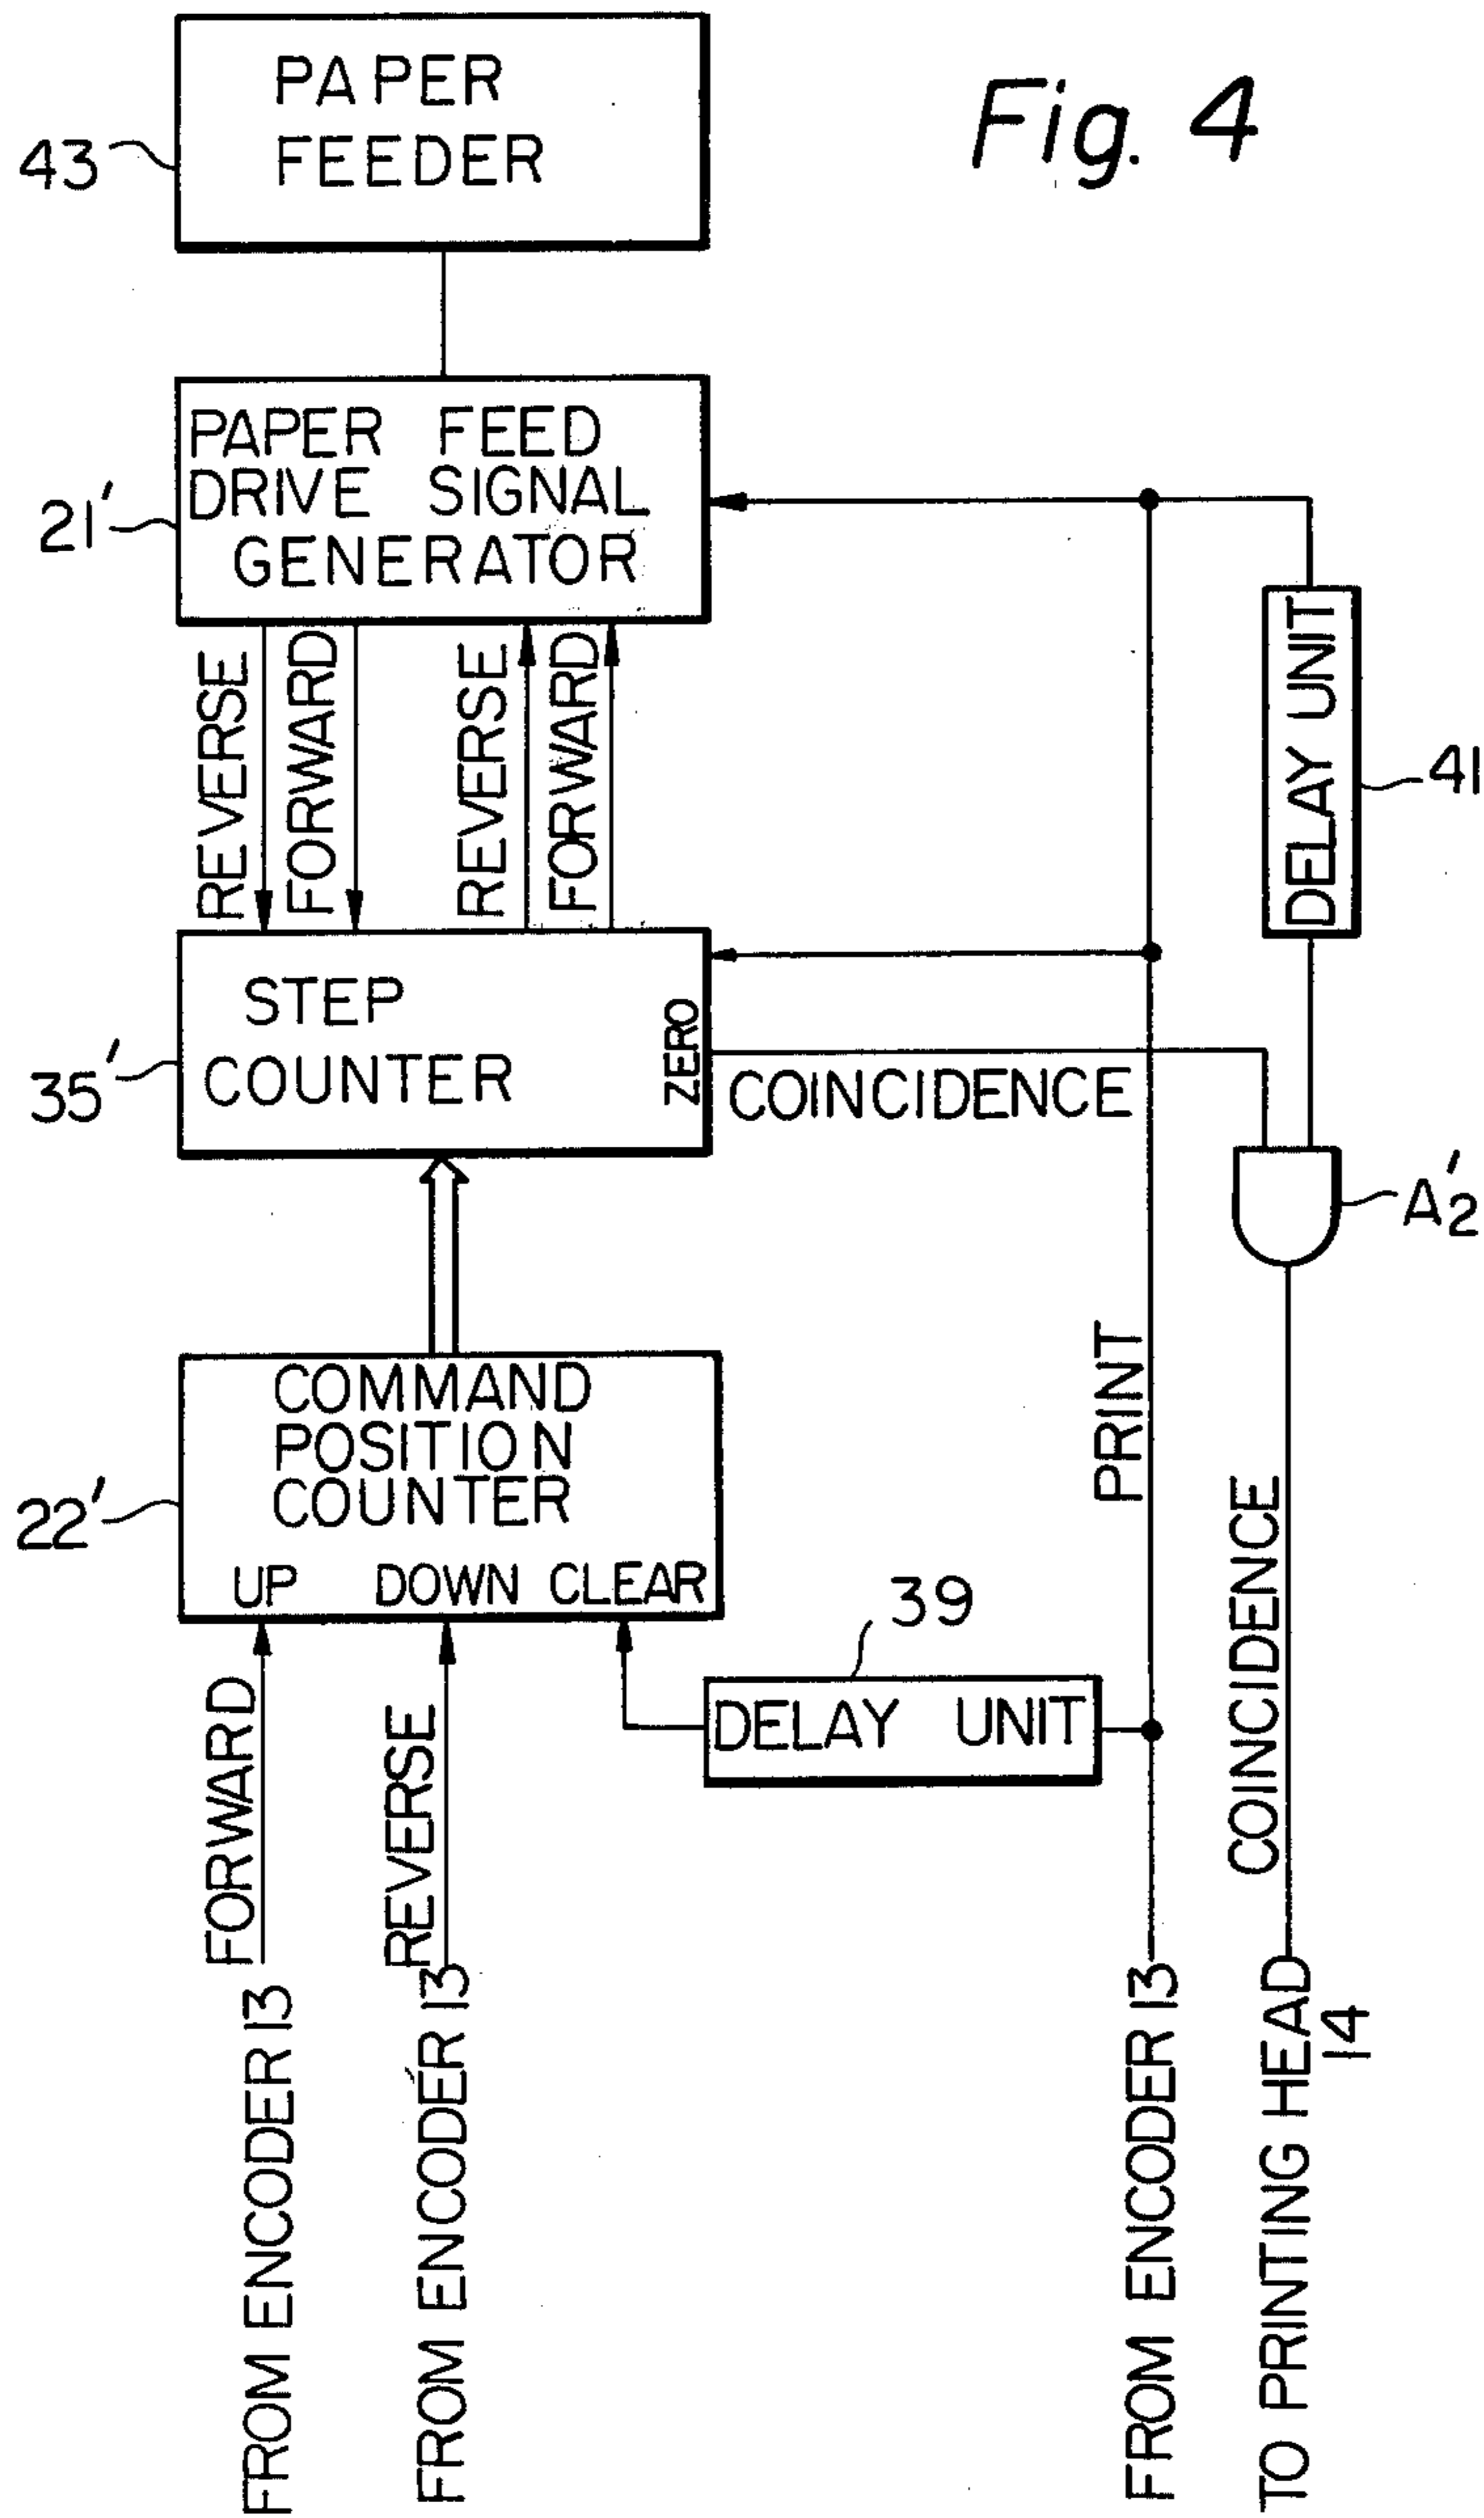 Fig. 4
PAPER
FEEDER
43
PAPER FEED
DRIVE SIGNAL
GENERATOR
21'
REVERSE
FORWARD
REVERSE
FORWARD
DELAY UNIT
41
STEP
COUNTER
ZERO
35'
COINCIDENCE
A'2
COMMAND
POSITION
COUNTER
UP DOWN CLEAR
22'
PRINT
39
DELAY UNIT
FORWARD
REVERSE
COINCIDENCE
FROM ENCODER 13
FROM ENCODER 13
FROM ENCODER 13
TO PRINTING HEAD
14